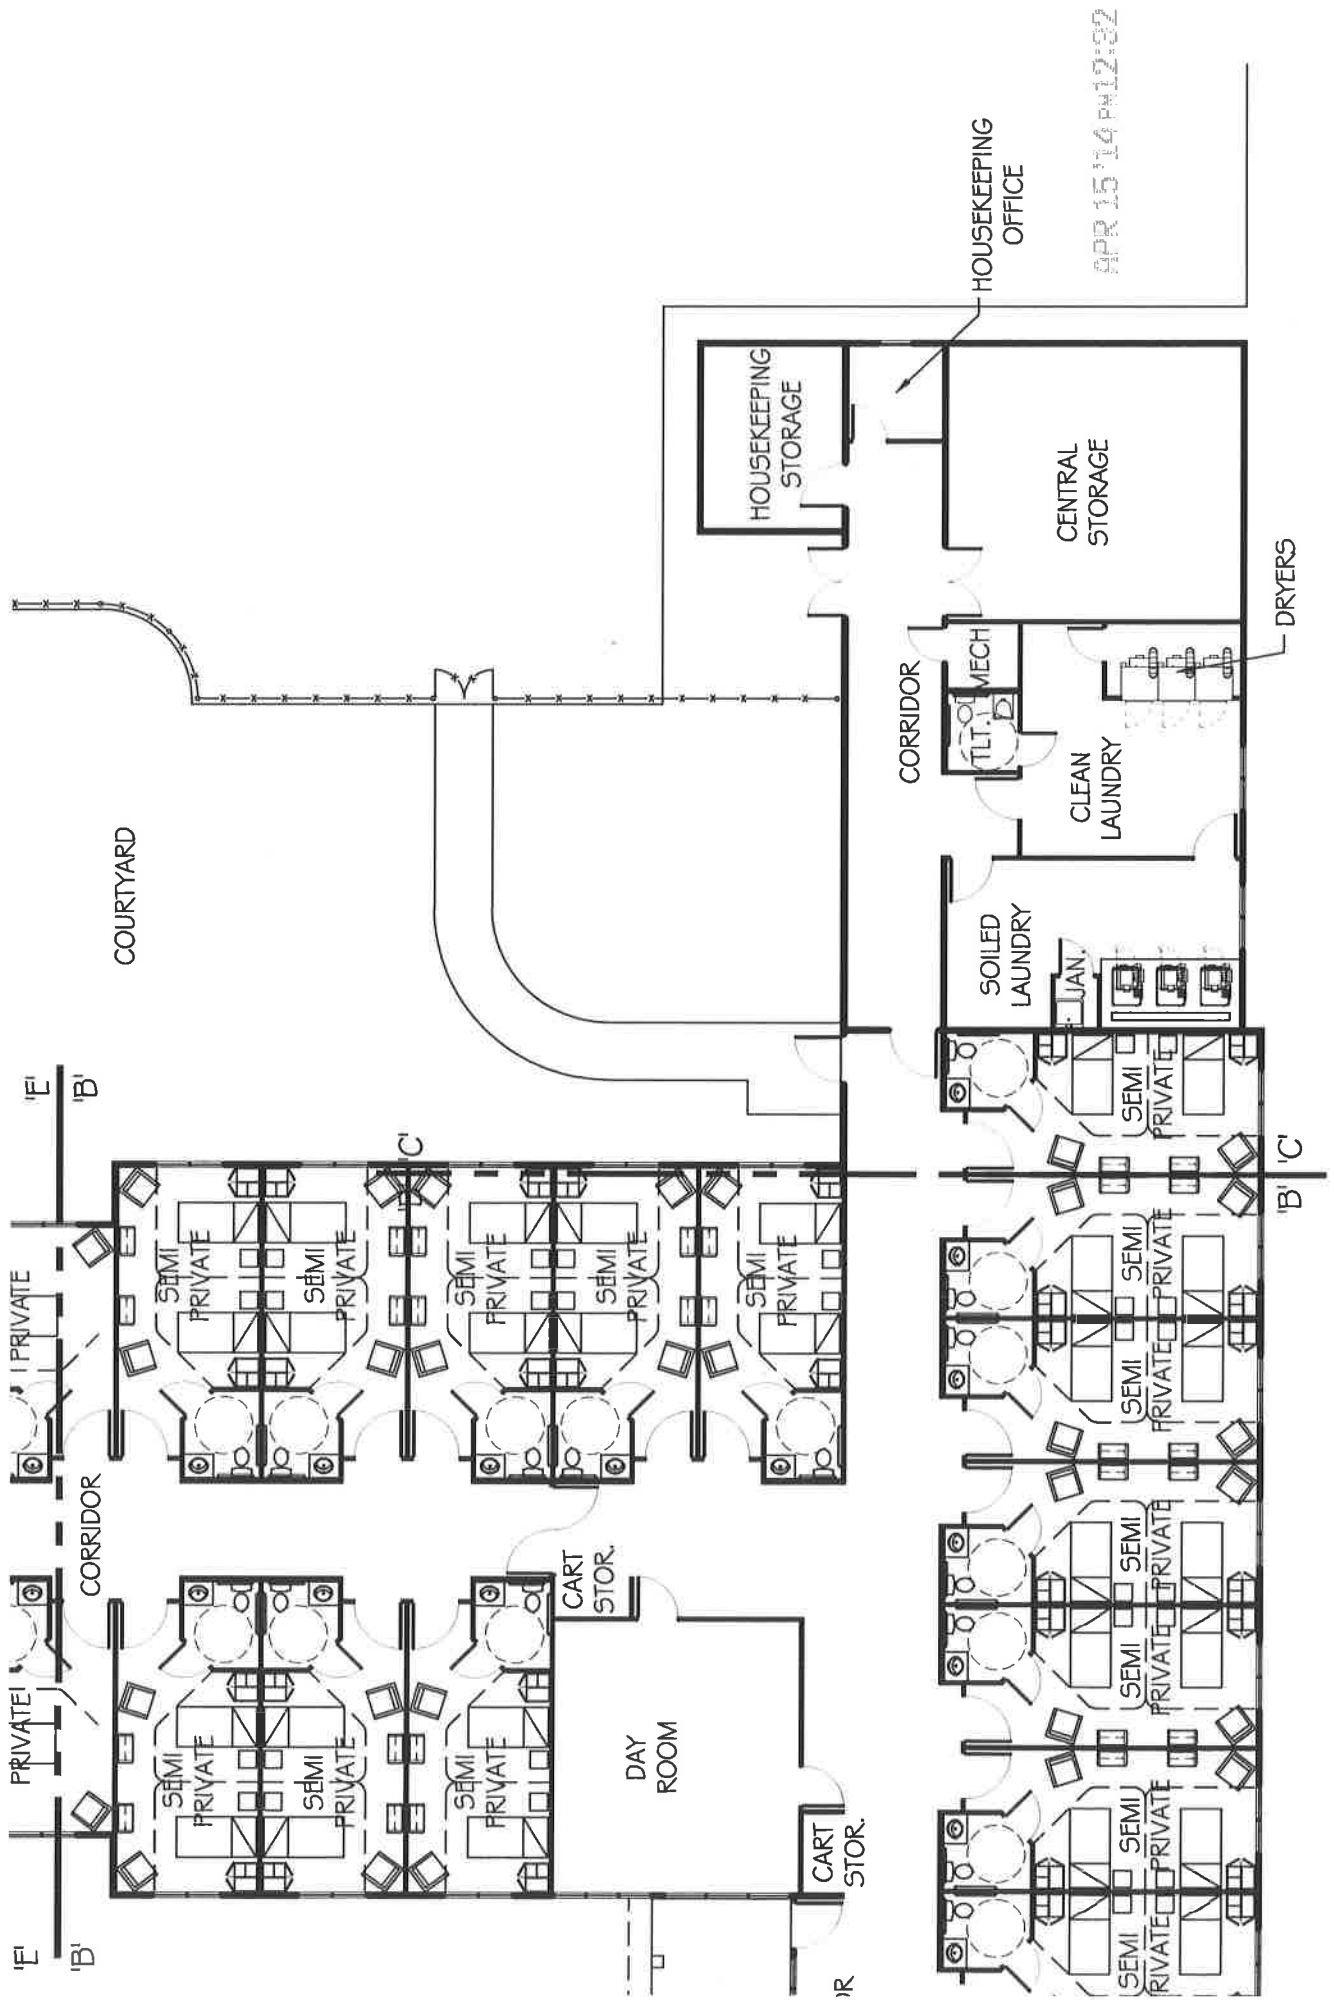 APR 15 '14 PM 12:32
HOUSEKEEPING
OFFICE
HOUSEKEEPING
STORAGE
CENTRAL
STORAGE
DRYERS
MECH
TLT.
CORRIDOR
CLEAN
LAUNDRY
COURTYARD
SOILED
LAUNDRY
JAN.
'E'
'B'
'C'
'B'
'C'
PRIVATE
SEMI
PRIVATE
SEMI
PRIVATE
SEMI
PRIVATE
SEMI
PRIVATE
SEMI
PRIVATE
SEMI
PRIVATE
SEMI
PRIVATE
SEMI
PRIVATE
SEMI
PRIVATE
SEMI
PRIVATE
SEMI
PRIVATE
SEMI
PRIVATE
CORRIDOR
CART
STOR.
PRIVATE
SEMI
PRIVATE
SEMI
PRIVATE
SEMI
PRIVATE
DAY
ROOM
CART
STOR.
'E'
'B'
OR